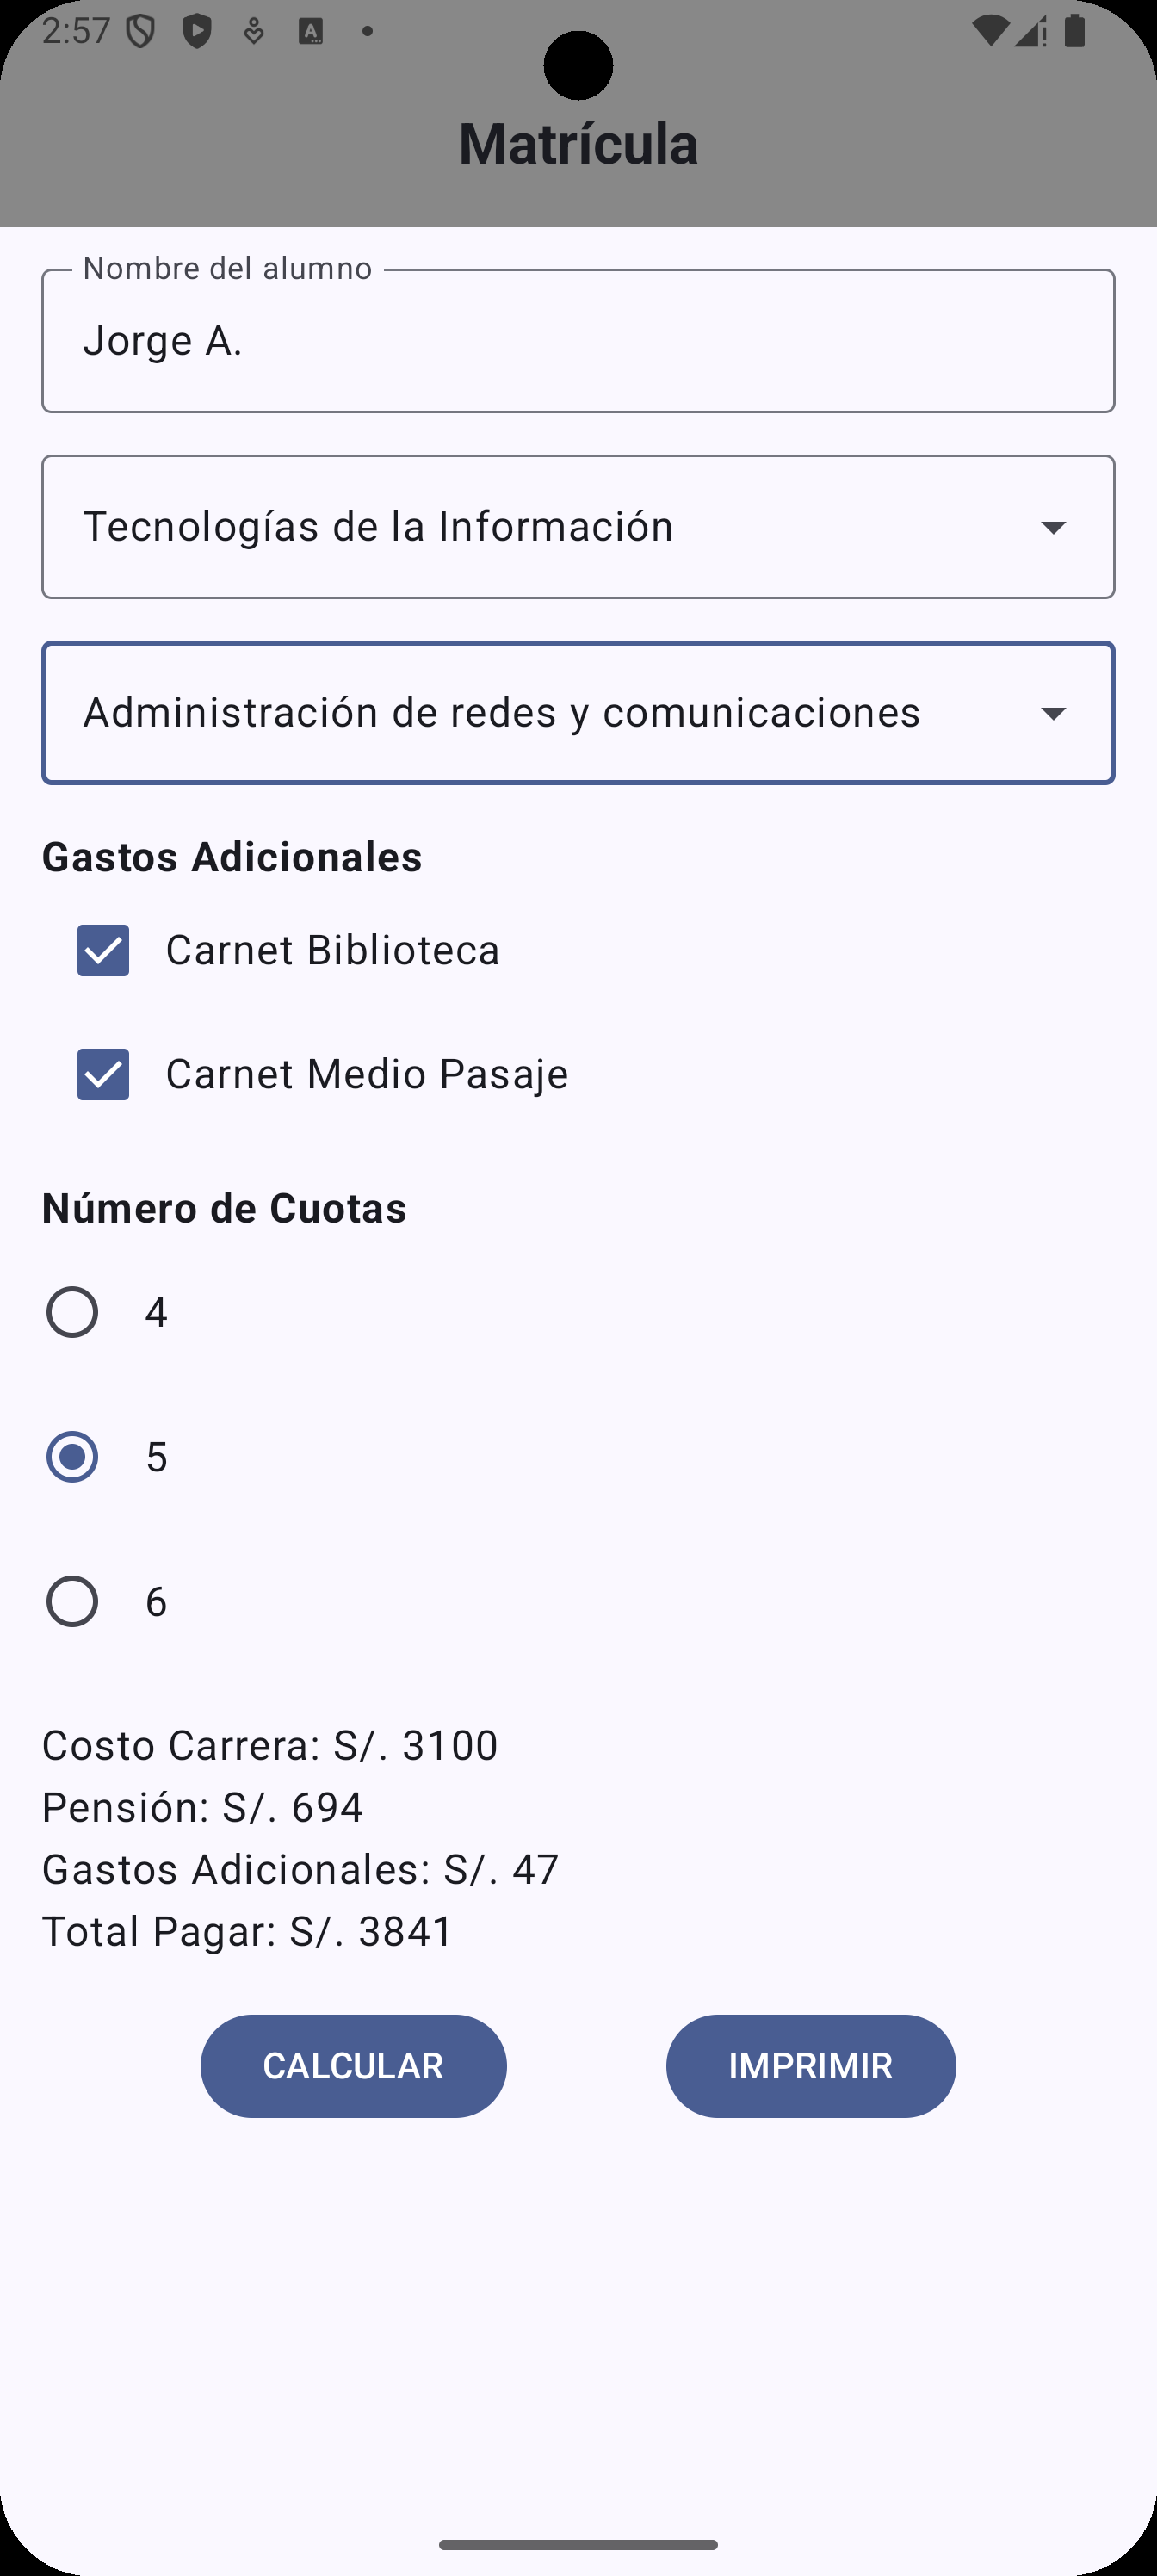 2:57
Matrícula
Nombre del alumno
Jorge A.
Tecnologías de la Información
Administración de redes y comunicaciones
Gastos Adicionales
Carnet Biblioteca
Carnet Medio Pasaje
Número de Cuotas
4
5
6
Costo Carrera: S/. 3100
Pensión: S/. 694
Gastos Adicionales: S/. 47
Total Pagar: S/. 3841
CALCULAR IMPRIMIR